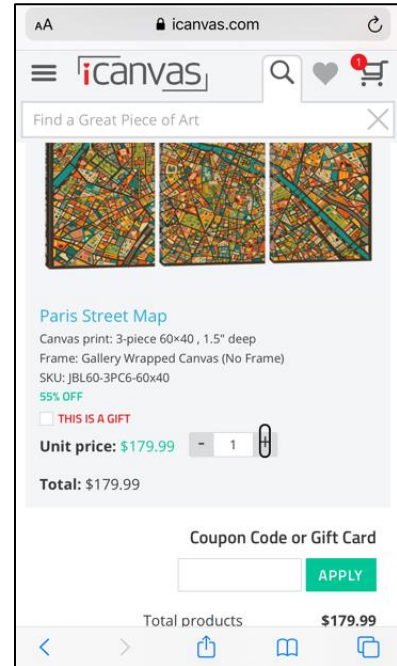 AA icanvas.com
icanvas 1
Find a Great Piece of Art
Paris Street Map
Canvas print: 3-piece 60×40 , 1.5" deep
Frame: Gallery Wrapped Canvas (No Frame)
SKU: JBL60-3PC6-60x40
55% OFF
THIS IS A GIFT
Unit price: $179.99 - 1 +
Total: $179.99
Coupon Code or Gift Card
APPLY
Total products $179.99